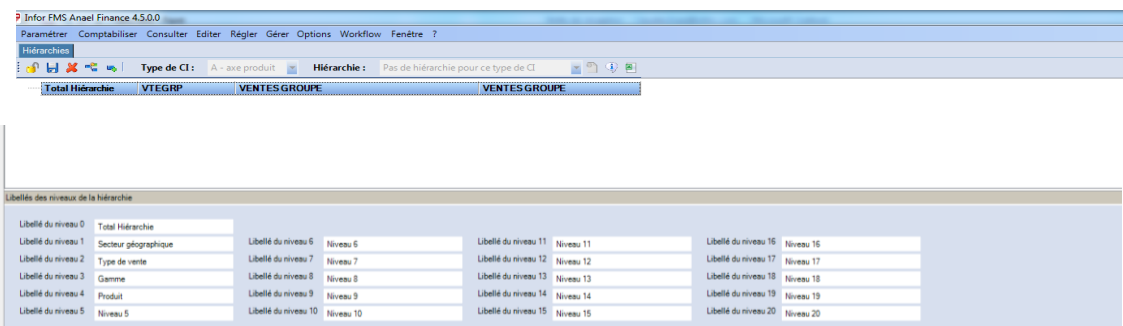 Infor FMS Anael Finance 4.5.0.0
Paramétrer Comptabiliser Consulter Editer Régler Gérer Options Workflow Fenêtre ?
Hiérarchies
Type de CI : A - axe produit Hiérarchie : Pas de hiérarchie pour ce type de CI
Total Hiérarchie VTEGRP VENTES GROUPE VENTES GROUPE
Libellés des niveaux de la hiérarchie
Libellé du niveau 0 Total Hiérarchie
Libellé du niveau 1 Secteur géographique Libellé du niveau 6 Niveau 6 Libellé du niveau 11 Niveau 11 Libellé du niveau 16 Niveau 16
Libellé du niveau 2 Type de vente Libellé du niveau 7 Niveau 7 Libellé du niveau 12 Niveau 12 Libellé du niveau 17 Niveau 17
Libellé du niveau 3 Gamme Libellé du niveau 8 Niveau 8 Libellé du niveau 13 Niveau 13 Libellé du niveau 18 Niveau 18
Libellé du niveau 4 Produit Libellé du niveau 9 Niveau 9 Libellé du niveau 14 Niveau 14 Libellé du niveau 19 Niveau 19
Libellé du niveau 5 Niveau 5 Libellé du niveau 10 Niveau 10 Libellé du niveau 15 Niveau 15 Libellé du niveau 20 Niveau 20